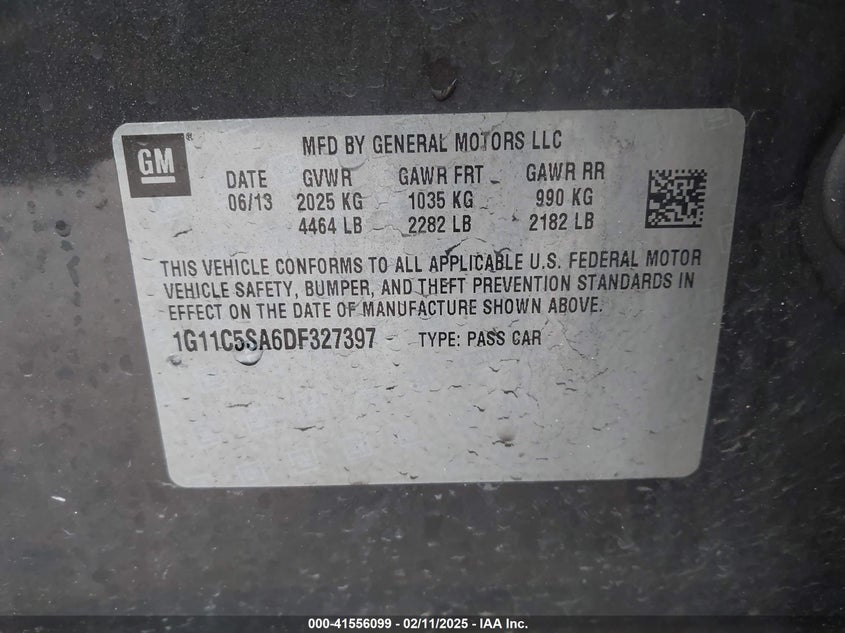 GM®
MFD BY GENERAL MOTORS LLC
DATE GVWR GAWR FRT GAWR RR
06/13 2025 KG 1035 KG 990 KG
4464 LB 2282 LB 2182 LB
THIS VEHICLE CONFORMS TO ALL APPLICABLE U.S. FEDERAL MOTOR
VEHICLE SAFETY, BUMPER, AND THEFT PREVENTION STANDARDS IN
EFFECT ON THE DATE OF MANUFACTURE SHOWN ABOVE.
1G11C5SA6DF327397 TYPE: PASS CAR
000-41556099 — 02/11/2025 — IAA Inc.